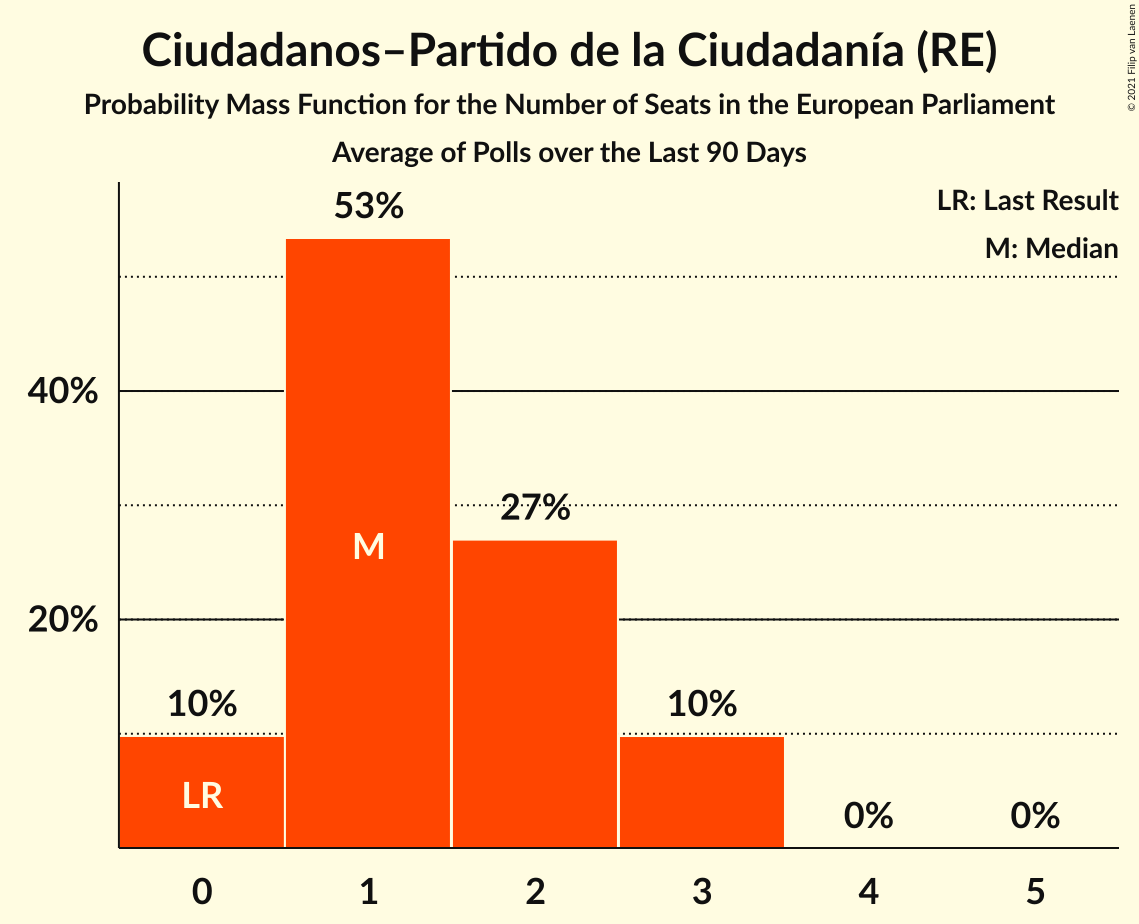 Ciudadanos–Partido de la Ciudadanía (RE)
Probability Mass Function for the Number of Seats in the European Parliament
Average of Polls over the Last 90 Days
© 2021 Filip van Laenen
LR: Last Result
M: Median
53%
40%
27%
M
20%
10%
10%
LR
0%
0%
0 1 2 3 4 5